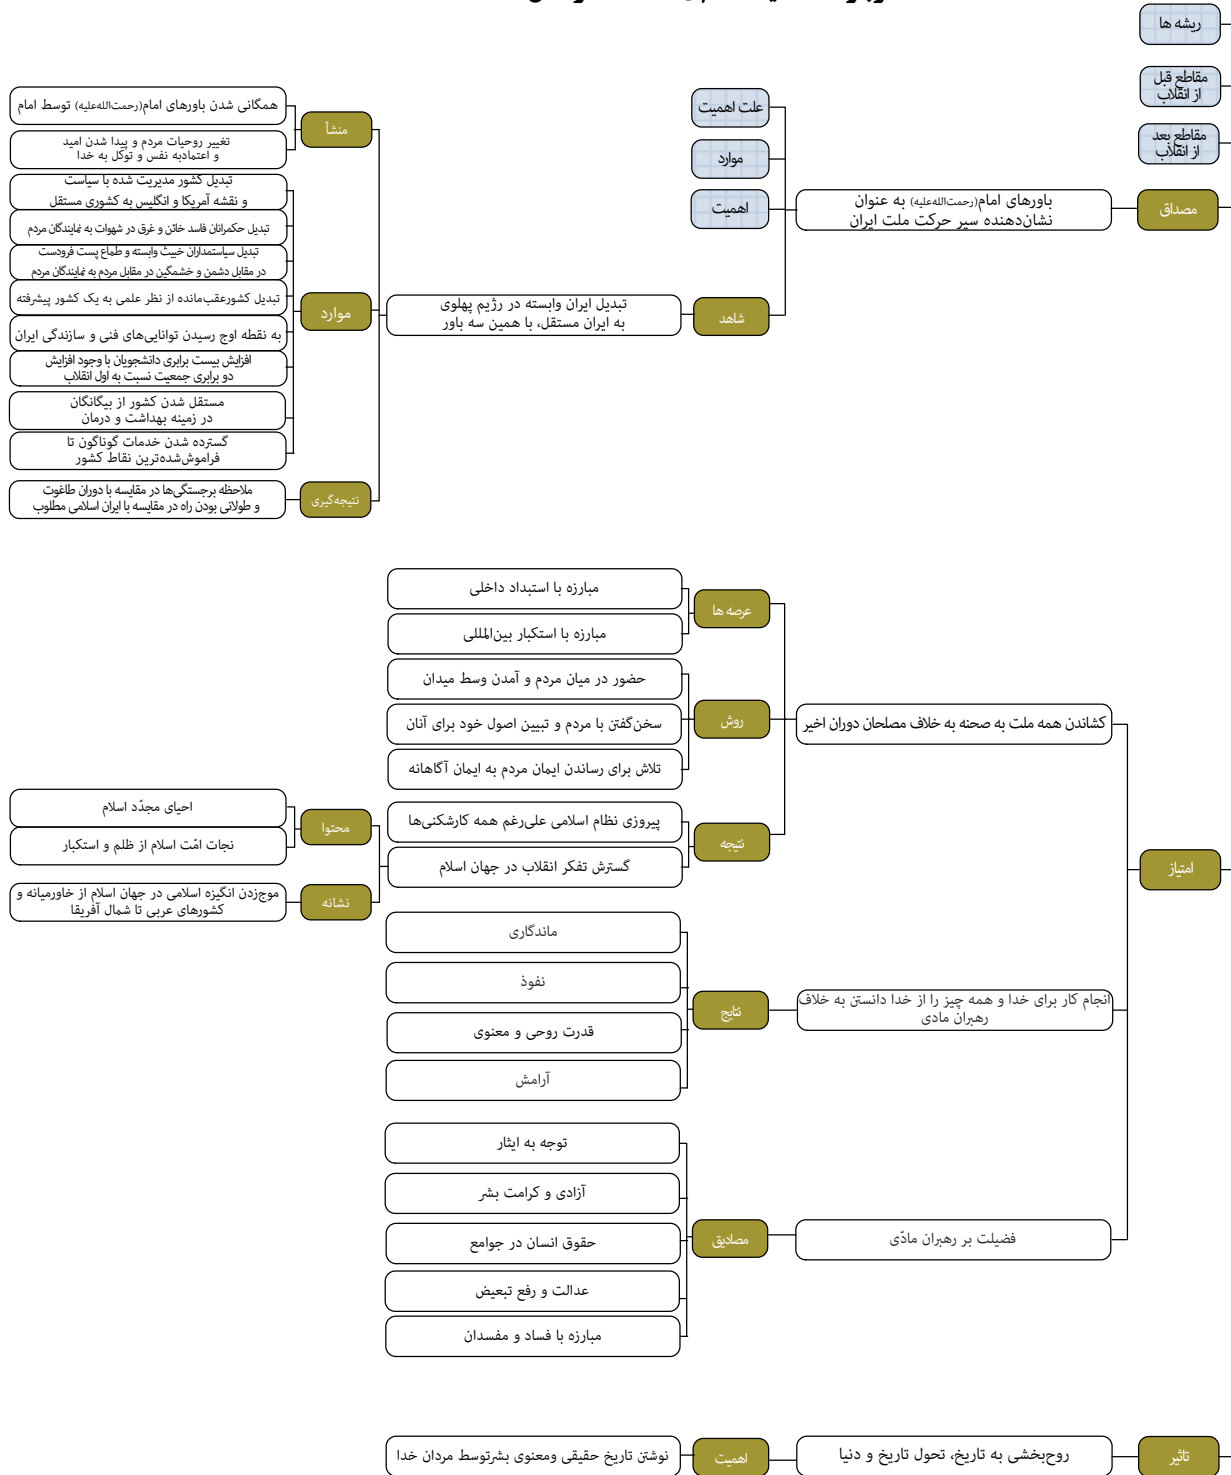 ریشه ها
مقاطع قبل
از انقلاب
مقاطع بعد
از انقلاب
مصداق
باورهای امام(رحمت‌الله‌علیه) به عنوان
نشان‌دهنده سیر حرکت ملت ایران
علت اهمیت
موارد
اهمیت
شاهد
تبدیل ایران وابسته در رژیم پهلوی
به ایران مستقل، با همین سه باور
منشأ
همگانی شدن باورهای امام(رحمت‌الله‌علیه) توسط امام
تغییر روحیات مردم و پیدا شدن امید
و اعتمادبه نفس و توکّل به خدا
موارد
تبدیل کشور مدیریت شده با سیاست
و نقشه آمریکا و انگلیس به کشوری مستقل
تبدیل حکمرانان فاسد خائن و غرق در شهوات به نمایندگان مردم
تبدیل سیاستمداران خبیث وابسته و طماع پست فرودست
در مقابل دشمن و خشمگین در مقابل مردم به نمایندگان مردم
تبدیل کشورعقب‌مانده از نظر علمی به یک کشور پیشرفته
به نقطه اوج رسیدن توانایی‌های فنی و سازندگی ایران
افزایش بیست برابری دانشجویان با وجود افزایش
دو برابری جمعیت نسبت به اول انقلاب
مستقل شدن کشور از بیگانگان
در زمینه بهداشت و درمان
گسترده شدن خدمات گوناگون تا
فراموش‌شده‌ترین نقاط کشور
نتیجه‌گیری
ملاحظه برجستگی‌ها در مقایسه با دوران طاغوت
و طولانی بودن راه در مقایسه با ایران اسلامی مطلوب
امتیاز
کشاندن همه ملت به صحنه به خلاف مصلحان دوران اخیر
عرصه ها
مبارزه با استبداد داخلی
مبارزه با استکبار بین‌المللی
روش
حضور در میان مردم و آمدن وسط میدان
سخن‌گفتن با مردم و تبیین اصول خود برای آنان
تلاش برای رساندن ایمان مردم به ایمان آگاهانه
نتیجه
پیروزی نظام اسلامی علی‌رغم همه کارشکنی‌ها
گسترش تفکر انقلاب در جهان اسلام
محتوا
احیای مجدّد اسلام
نجات امّت اسلام از ظلم و استکبار
نشانه
موج‌زدن انگیزه اسلامی در جهان اسلام از خاورمیانه و
کشورهای عربی تا شمال آفریقا
انجام کار برای خدا و همه چیز را از خدا دانستن به خلاف
رهبران مادی
نتایج
ماندگاری
نفوذ
قدرت روحی و معنوی
آرامش
فضیلت بر رهبران مادّی
مصادیق
توجه به ایثار
آزادی و کرامت بشر
حقوق انسان در جوامع
عدالت و رفع تبعیض
مبارزه با فساد و مفسدان
تاثیر
روح‌بخشی به تاریخ، تحول تاریخ و دنیا
اهمیت
نوشتن تاریخ حقیقی ومعنوی بشرتوسط مردان خدا